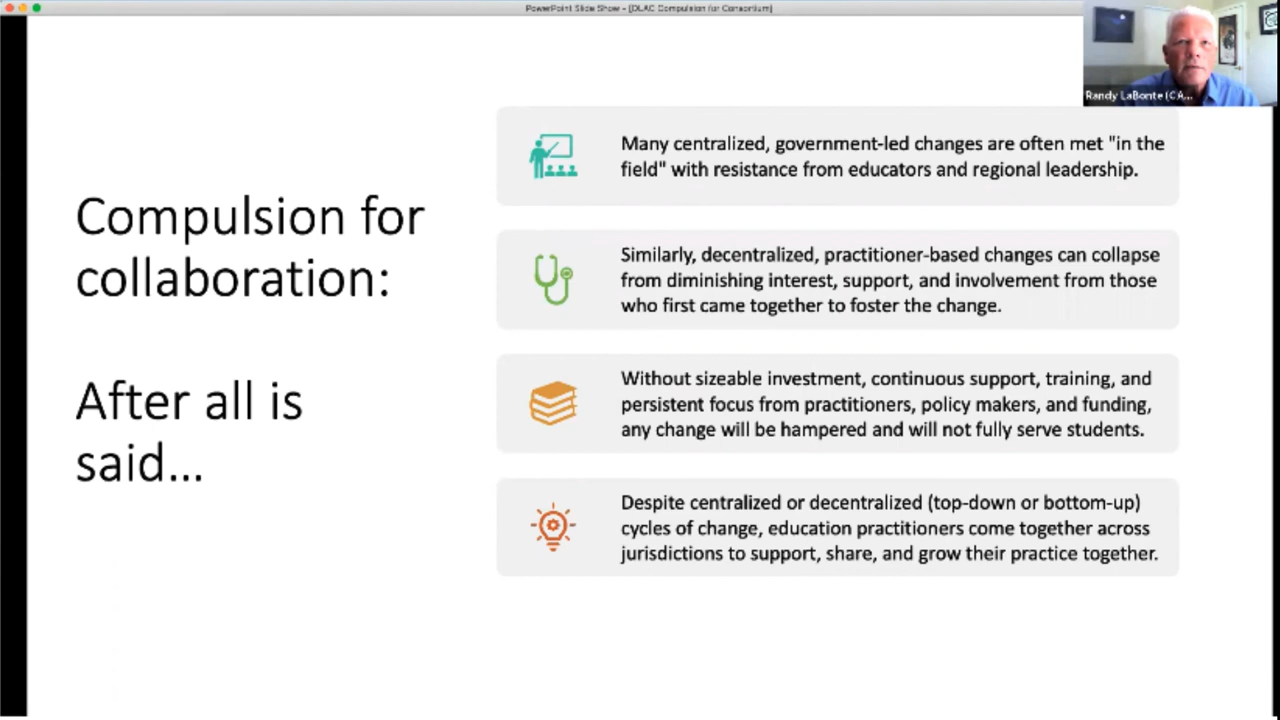 PowerPoint Slide Show - [DLAC Compulsion for Consortium]
Randy LaBonte (CA...
Compulsion for
collaboration:
After all is
said...
Many centralized, government-led changes are often met "in the
field" with resistance from educators and regional leadership.
Similarly, decentralized, practitioner-based changes can collapse
from diminishing interest, support, and involvement from those
who first came together to foster the change.
Without sizeable investment, continuous support, training, and
persistent focus from practitioners, policy makers, and funding,
any change will be hampered and will not fully serve students.
Despite centralized or decentralized (top-down or bottom-up)
cycles of change, education practitioners come together across
jurisdictions to support, share, and grow their practice together.